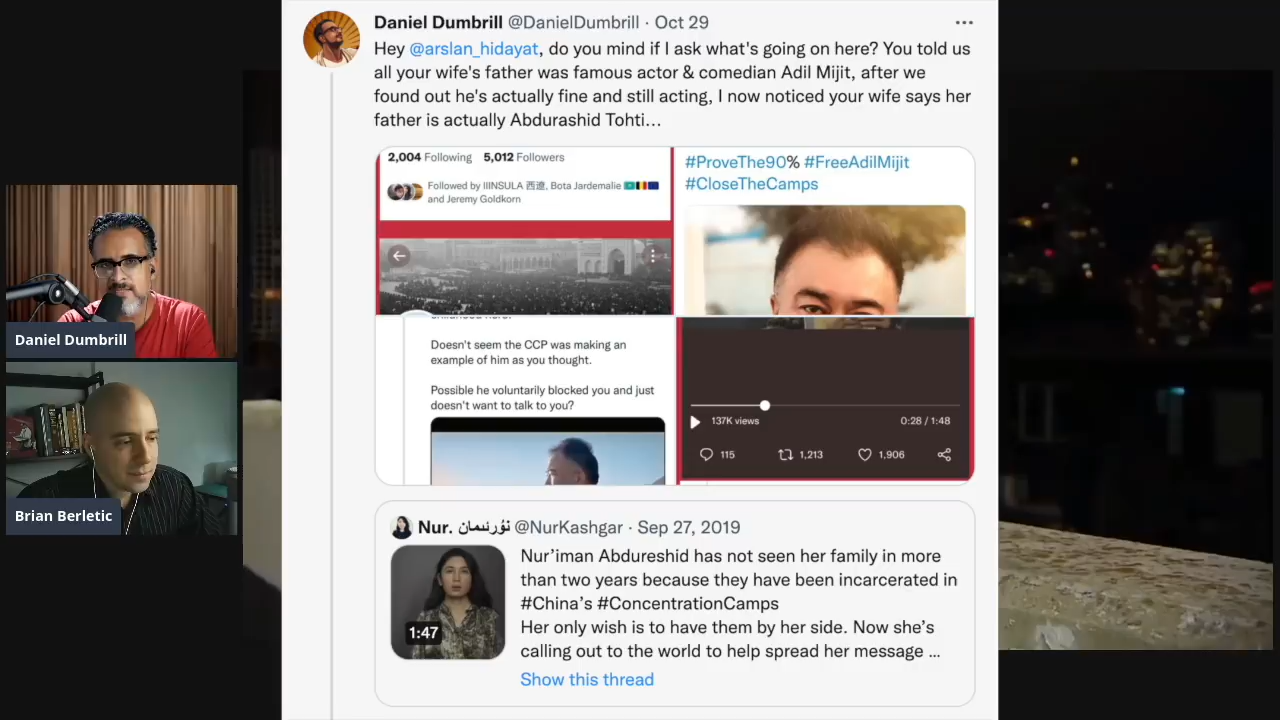 Daniel Dumbrill @DanielDumbrill · Oct 29
Hey @arslan_hidayat, do you mind if I ask what's going on here? You told us
all your wife's father was famous actor & comedian Adil Mijit, after we
found out he's actually fine and still acting, I now noticed your wife says her
father is actually Abdurashid Tohti…
2,004 Following 5,012 Followers
Followed by IIINSULA 西遼, Bota Jardemalie
and Jeremy Goldkorn
#ProveThe90% #FreeAdilMijit
#CloseTheCamps
Doesn't seem the CCP was making an
example of him as you thought.
Possible he voluntarily blocked you and just
doesn't want to talk to you?
137K views 0:28 / 1:48
115 1,213 1,906
Nur. نۇرنىمان @NurKashgar · Sep 27, 2019
Nur’iman Abdureshid has not seen her family in more
than two years because they have been incarcerated in
#China’s #ConcentrationCamps
Her only wish is to have them by her side. Now she’s
calling out to the world to help spread her message ...
1:47
Show this thread
Daniel Dumbrill
Brian Berletic